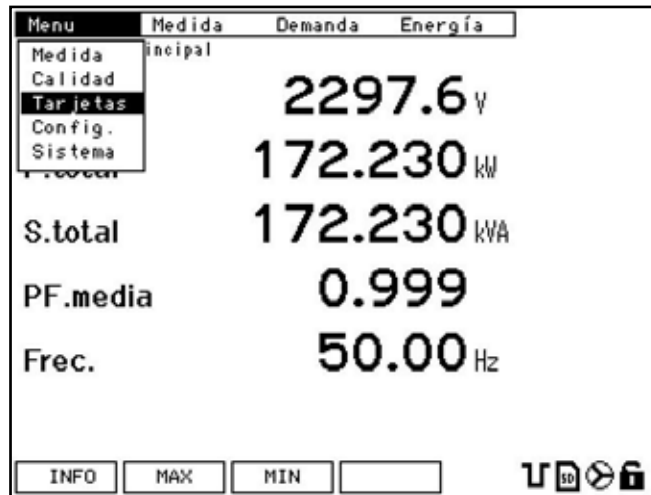 Menu Medida Demanda Energía
incipal
Medida
Calidad
Tarjetas
Config.
Sistema
2297.6 V
172.230 kW
S.total 172.230 kVA
PF.media 0.999
Frec. 50.00 Hz
INFO MAX MIN
SD